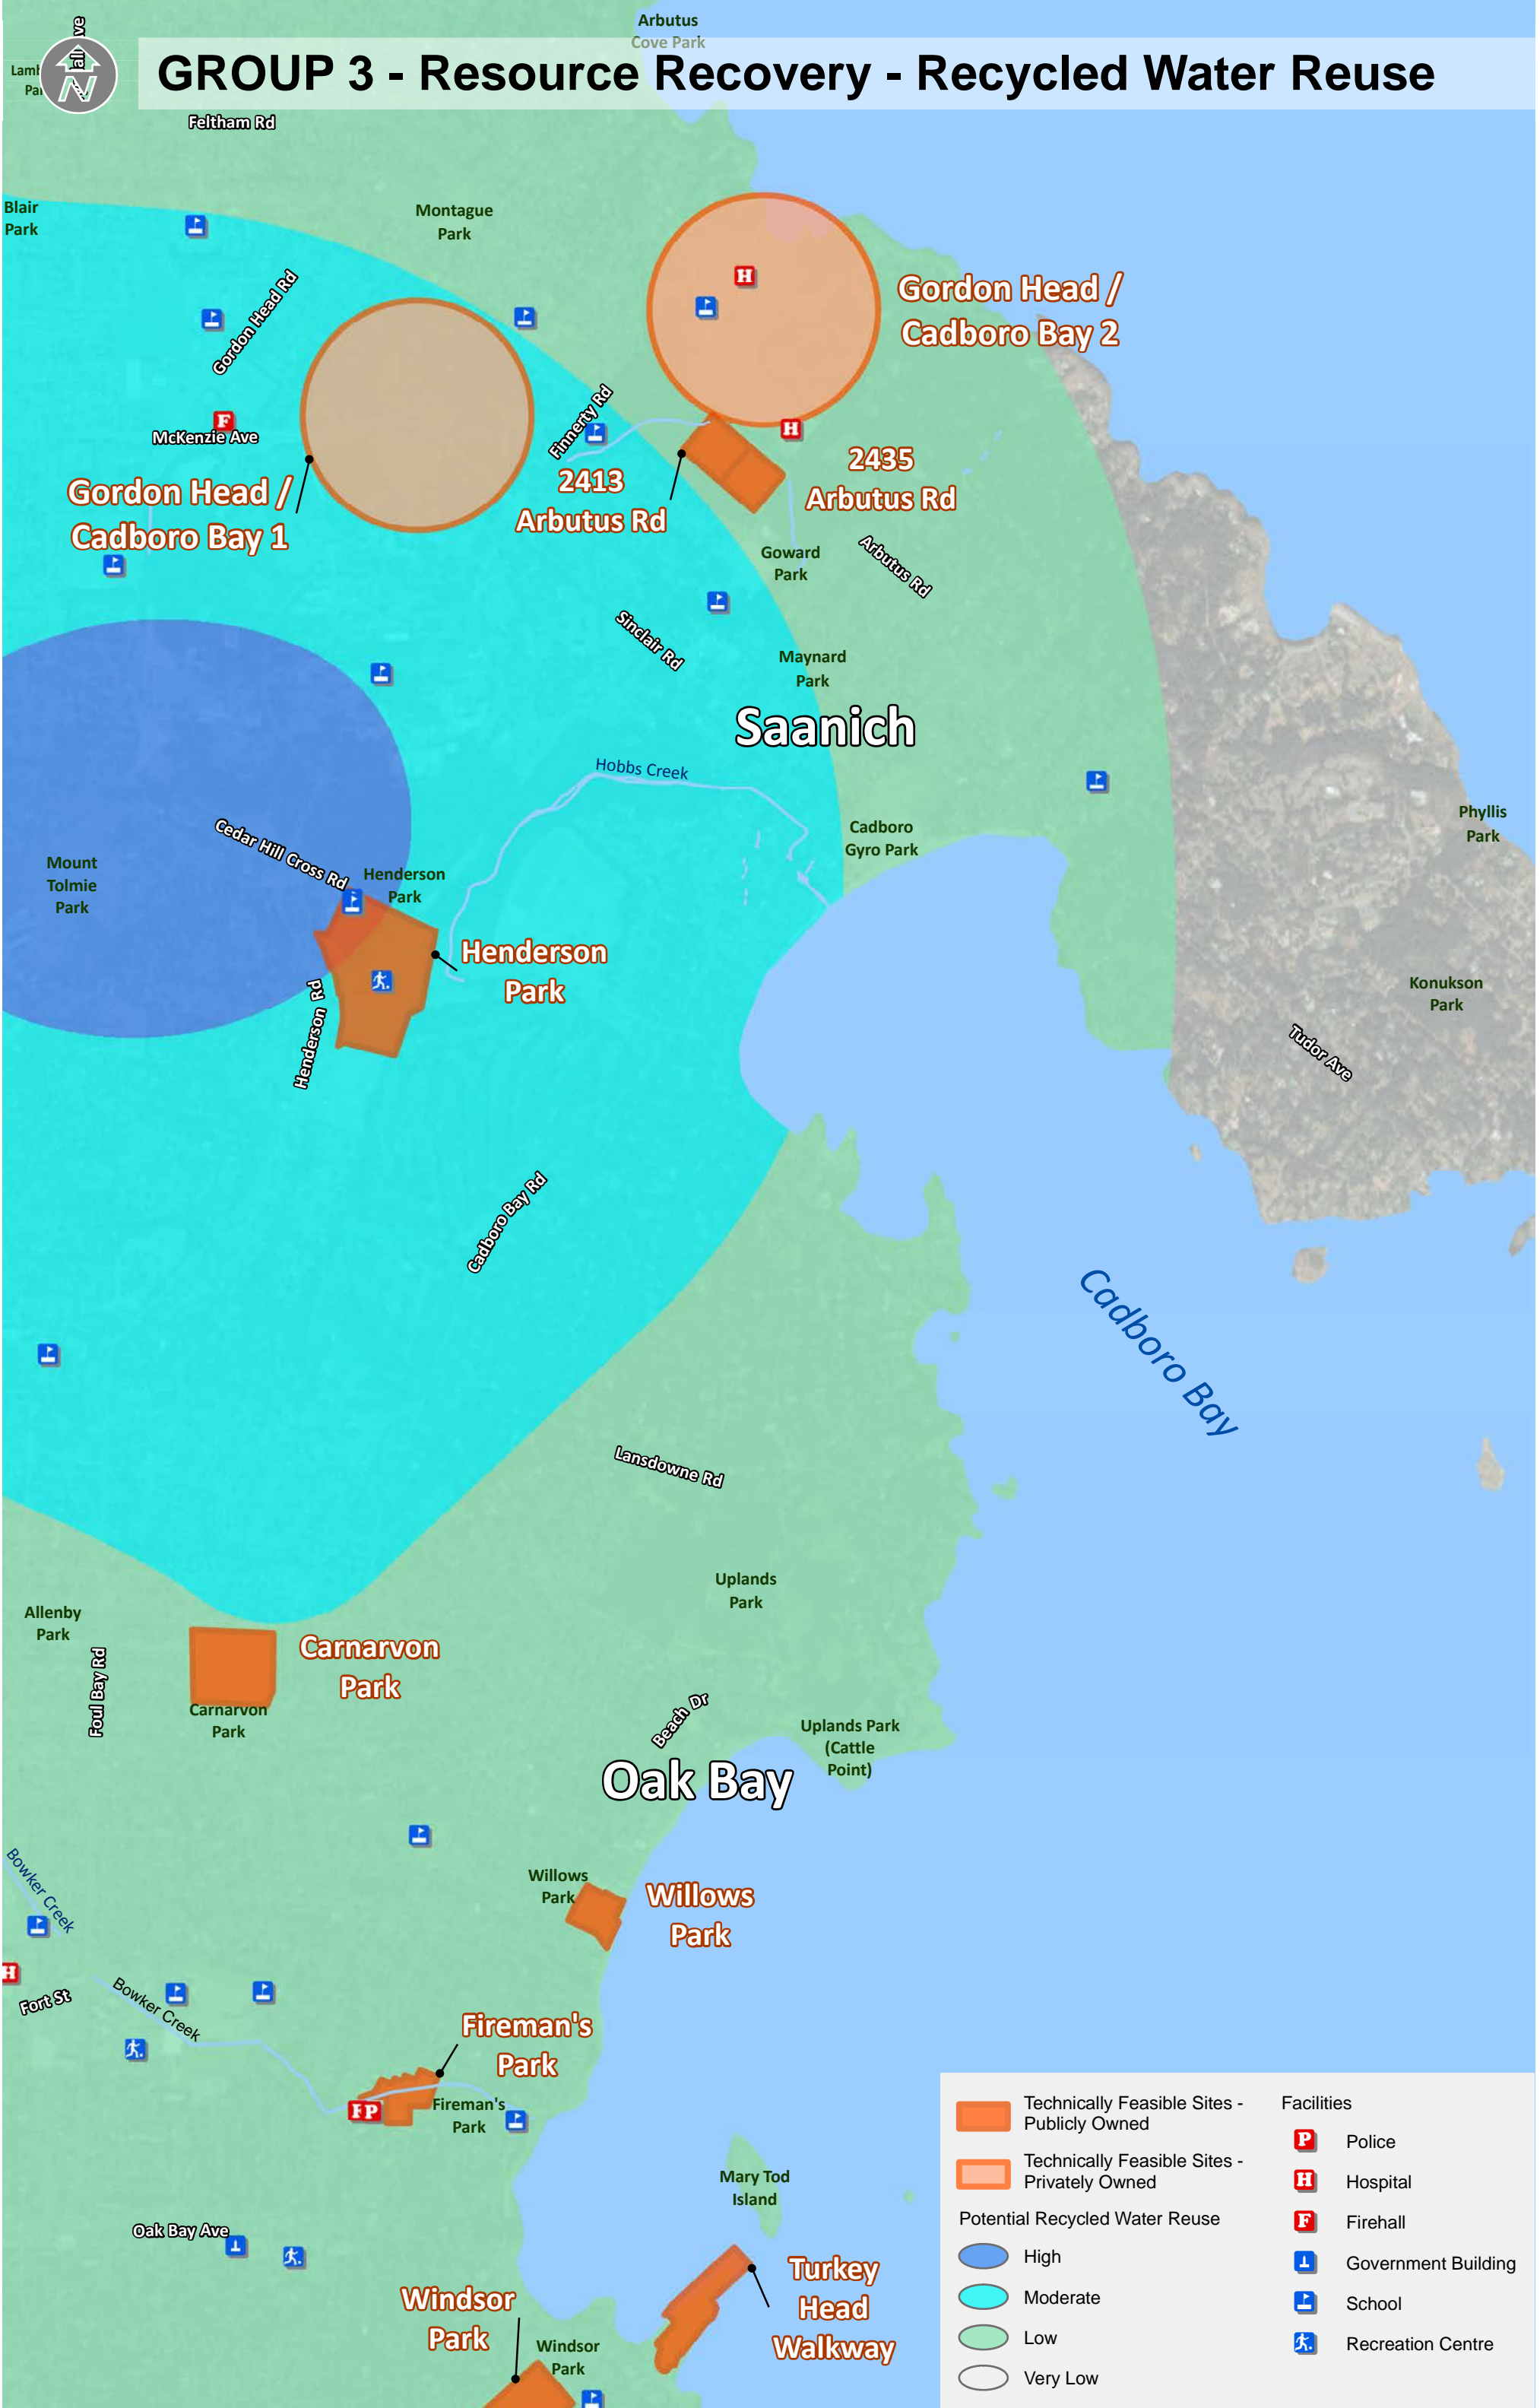 Arbutus
Cove Park
GROUP 3 - Resource Recovery - Recycled Water Reuse
N
Feltham Rd
Blair
Park
Montague
Park
Gordon Head Rd
Gordon Head /
Cadboro Bay 2
McKenzie Ave
F
H
H
Finnerty Rd
Gordon Head /
Cadboro Bay 1
2413
Arbutus Rd
2435
Arbutus Rd
Goward
Park
Arbutus Rd
Sinclair Rd
Maynard
Park
Saanich
Hobbs Creek
Cedar Hill Cross Rd
Mount
Tolmie
Park
Henderson
Park
Cadboro
Gyro Park
Phyllis
Park
Henderson
Park
Henderson Rd
Konukson
Park
Tudor Ave
Cadboro Bay Rd
Cadboro Bay
Lansdowne Rd
Uplands
Park
Allenby
Park
Foul Bay Rd
Carnarvon
Park
Carnarvon
Park
Beach Dr
Uplands Park
(Cattle
Point)
Oak Bay
Bowker Creek
Willows
Park
Willows
Park
H
Fort St
Bowker Creek
Fireman's
Park
F
P
Fireman's
Park
Mary Tod
Island
Oak Bay Ave
Turkey
Head
Walkway
Windsor
Park
Windsor
Park
Technically Feasible Sites -
Publicly Owned
Technically Feasible Sites -
Privately Owned
Potential Recycled Water Reuse
High
Moderate
Low
Very Low
Facilities
P Police
H Hospital
F Firehall
Government Building
School
Recreation Centre